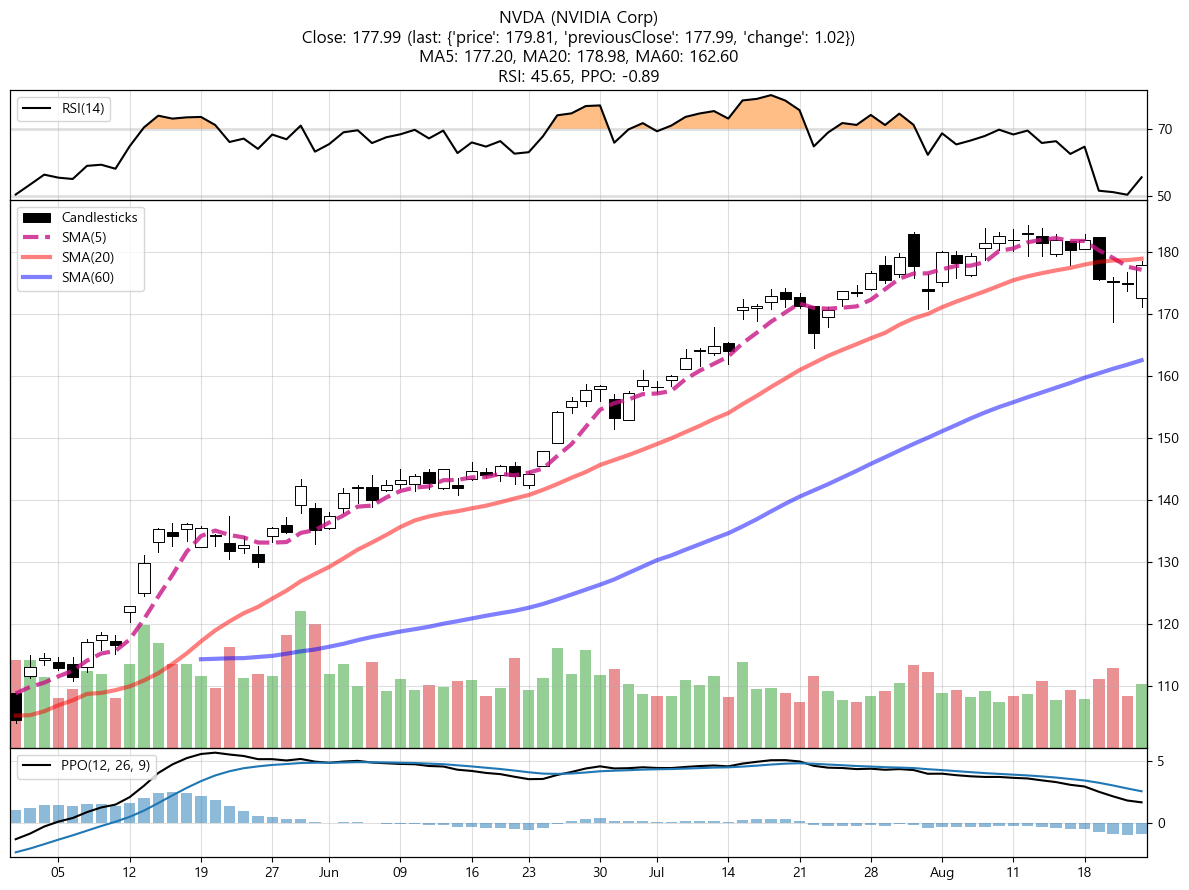 NVDA (NVIDIA Corp)
Close: 177.99 (last: {'price': 179.81, 'previousClose': 177.99, 'change': 1.02})
MA5: 177.20, MA20: 178.98, MA60: 162.60
RSI: 45.65, PPO: -0.89
RSI(14)
70
50
Candlesticks
SMA(5)
SMA(20)
SMA(60)
180
170
160
150
140
130
120
110
PPO(12, 26, 9)
5
0
05 12 19 27 Jun 09 16 23 30 Jul 14 21 28 Aug 11 18